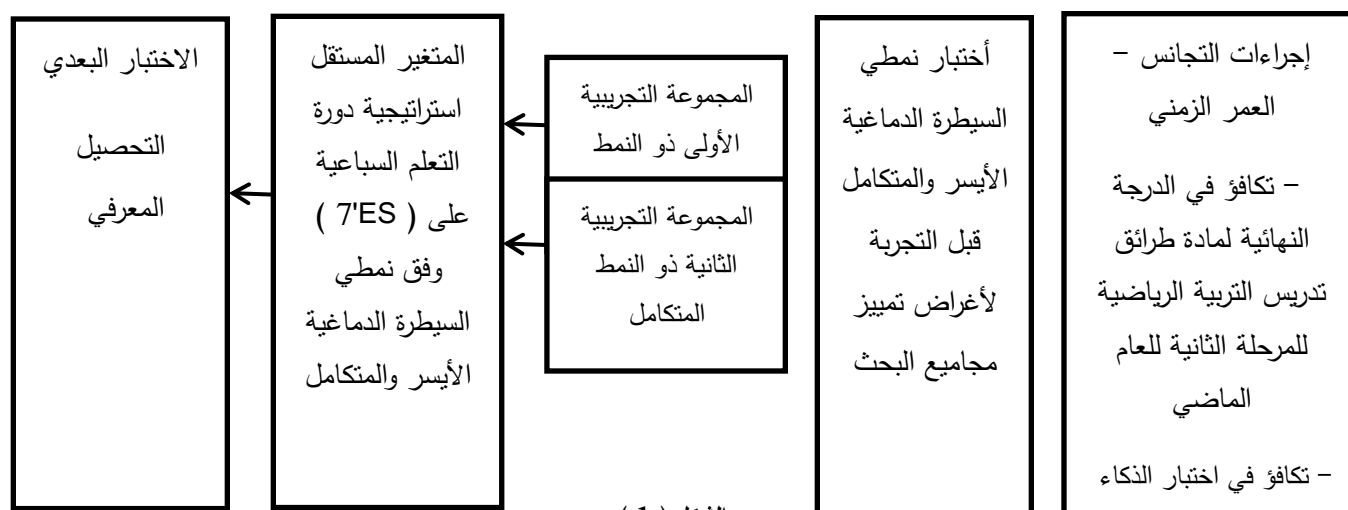 إجراءات التجانس –
العمر الزمني
– تكافؤ في الدرجة
النهائية لمادة طرائق
تدريس التربية الرياضية
للمرحلة الثانية للعام
الماضي
– تكافؤ في اختبار الذكاء
أختبار نمطي
السيطرة الدماغية
الأيسر والمتكامل
قبل التجربة
لأغراض تمييز
مجاميع البحث
المجموعة التجريبية
الأولى ذو النمط
المجموعة التجريبية
الثانية ذو النمط
المتكامل
المتغير المستقل
استراتيجية دورة
التعلم السباعية
على ( 7'ES )
وفق نمطي
السيطرة الدماغية
الأيسر والمتكامل
الاختبار البعدي
التحصيل
المعرفي